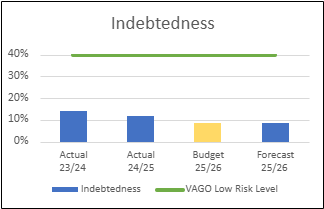 Indebtedness
40%
30%
20%
10%
0%
Actual 23/24
Actual 24/25
Budget 25/26
Forecast 25/26
Indebtedness
VAGO Low Risk Level